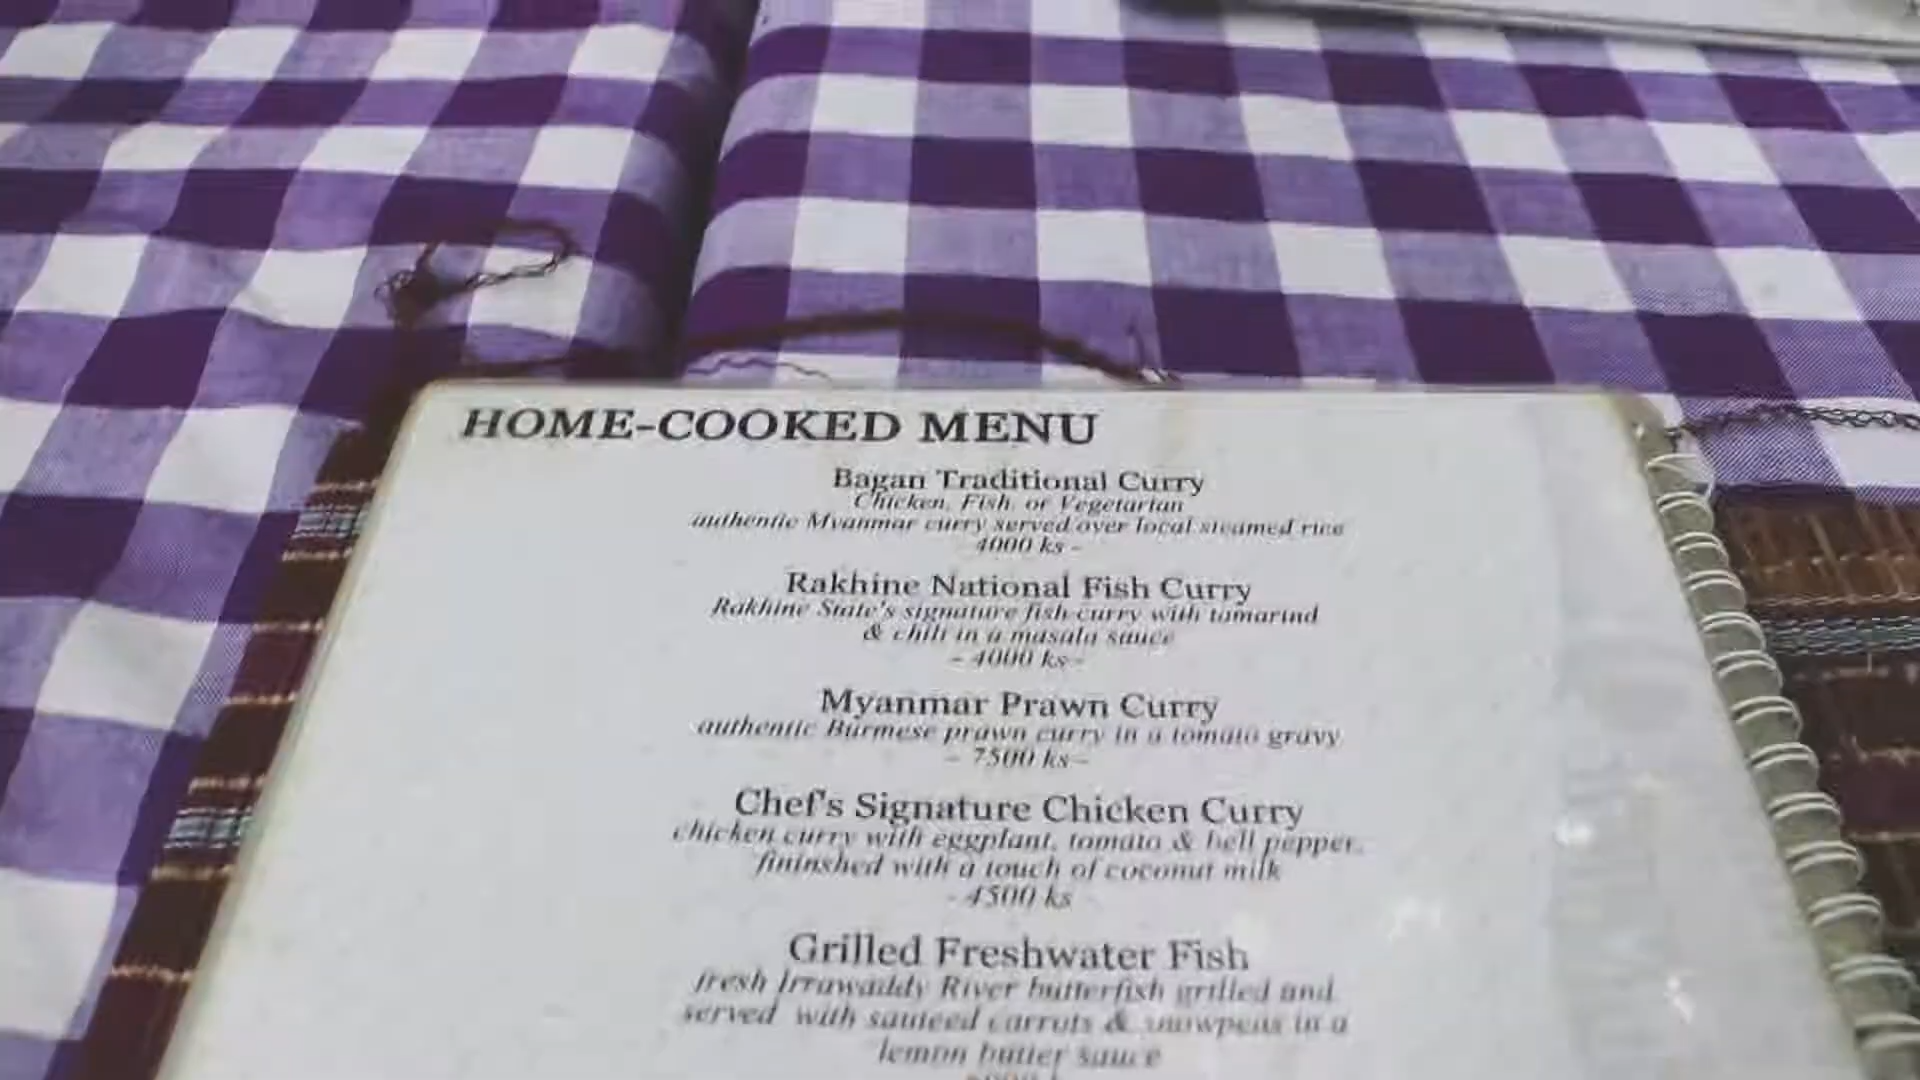 HOME-COOKED MENU
Bagan Traditional Curry
Chicken, Fish, or Vegetarian
authentic Myanmar curry served over local steamed rice
4000 ks -
Rakhine National Fish Curry
Rakhine State's signature fish curry with tamarind
& chili in a masala sauce
- 4000 ks -
Myanmar Prawn Curry
authentic Burmese prawn curry in a tomato gravy
- 7500 ks -
Chef's Signature Chicken Curry
chicken curry with eggplant, tomato & bell pepper,
fininshed with a touch of coconut milk
- 4500 ks
Grilled Freshwater Fish
fresh Irrawaddy River butterfish grilled and
served with sauteed carrots & snowpeas in a
lemon butter sauce